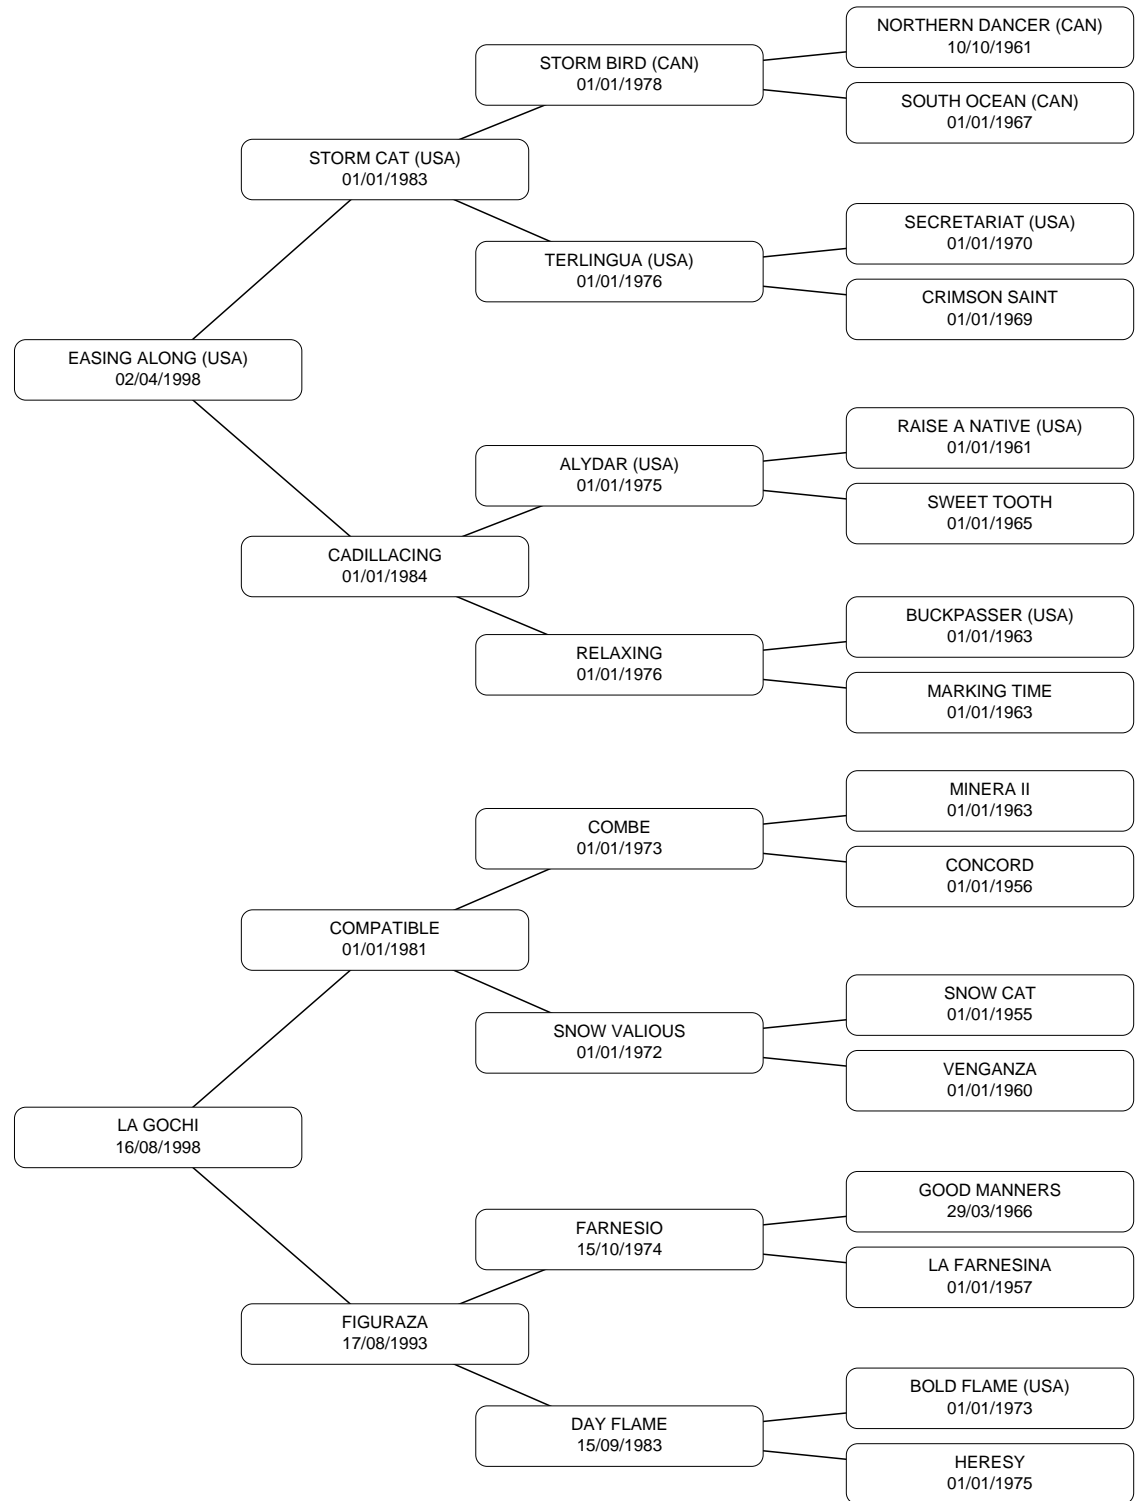 NORTHERN DANCER (CAN)
10/10/1961
STORM BIRD (CAN)
01/01/1978
SOUTH OCEAN (CAN)
01/01/1967
STORM CAT (USA)
01/01/1983
SECRETARIAT (USA)
01/01/1970
TERLINGUA (USA)
01/01/1976
CRIMSON SAINT
01/01/1969
EASING ALONG (USA)
02/04/1998
RAISE A NATIVE (USA)
01/01/1961
ALYDAR (USA)
01/01/1975
SWEET TOOTH
01/01/1965
CADILLACING
01/01/1984
BUCKPASSER (USA)
01/01/1963
RELAXING
01/01/1976
MARKING TIME
01/01/1963
MINERA II
01/01/1963
COMBE
01/01/1973
CONCORD
01/01/1956
COMPATIBLE
01/01/1981
SNOW CAT
01/01/1955
SNOW VALIOUS
01/01/1972
VENGANZA
01/01/1960
LA GOCHI
16/08/1998
GOOD MANNERS
29/03/1966
FARNESIO
15/10/1974
LA FARNESINA
01/01/1957
FIGURAZA
17/08/1993
BOLD FLAME (USA)
01/01/1973
DAY FLAME
15/09/1983
HERESY
01/01/1975